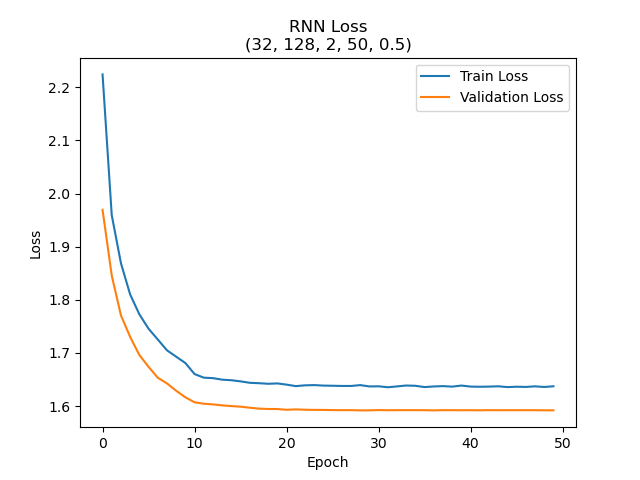 RNN Loss
(32, 128, 2, 50, 0.5)
Train Loss
Validation Loss
2.2
2.1
2.0
1.9
1.8
1.7
1.6
Loss
0 10 20 30 40 50
Epoch